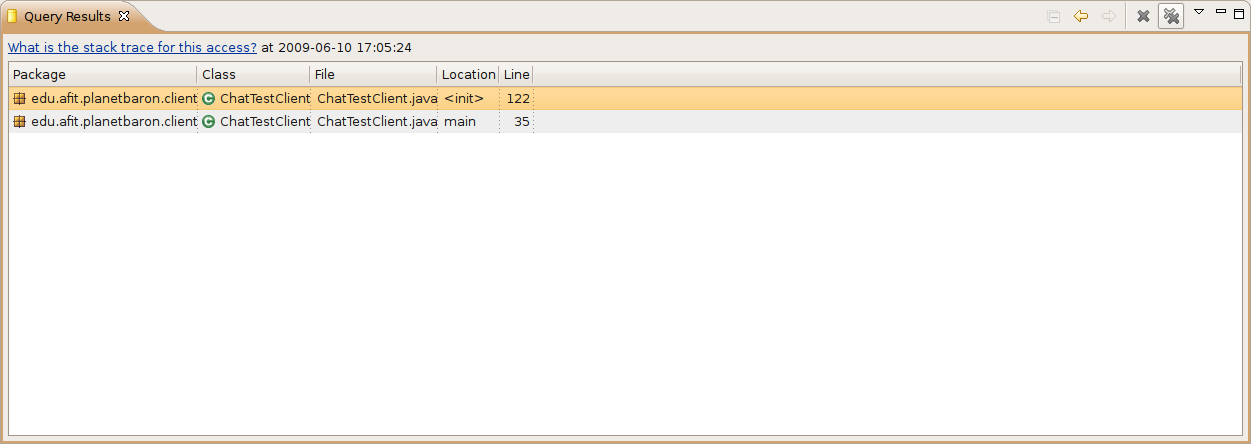 Query Results
What is the stack trace for this access? at 2009-06-10 17:05:24
Package Class File Location Line
edu.afit.planetbaron.client C ChatTestClient ChatTestClient.java <init> 122
edu.afit.planetbaron.client C ChatTestClient ChatTestClient.java main 35